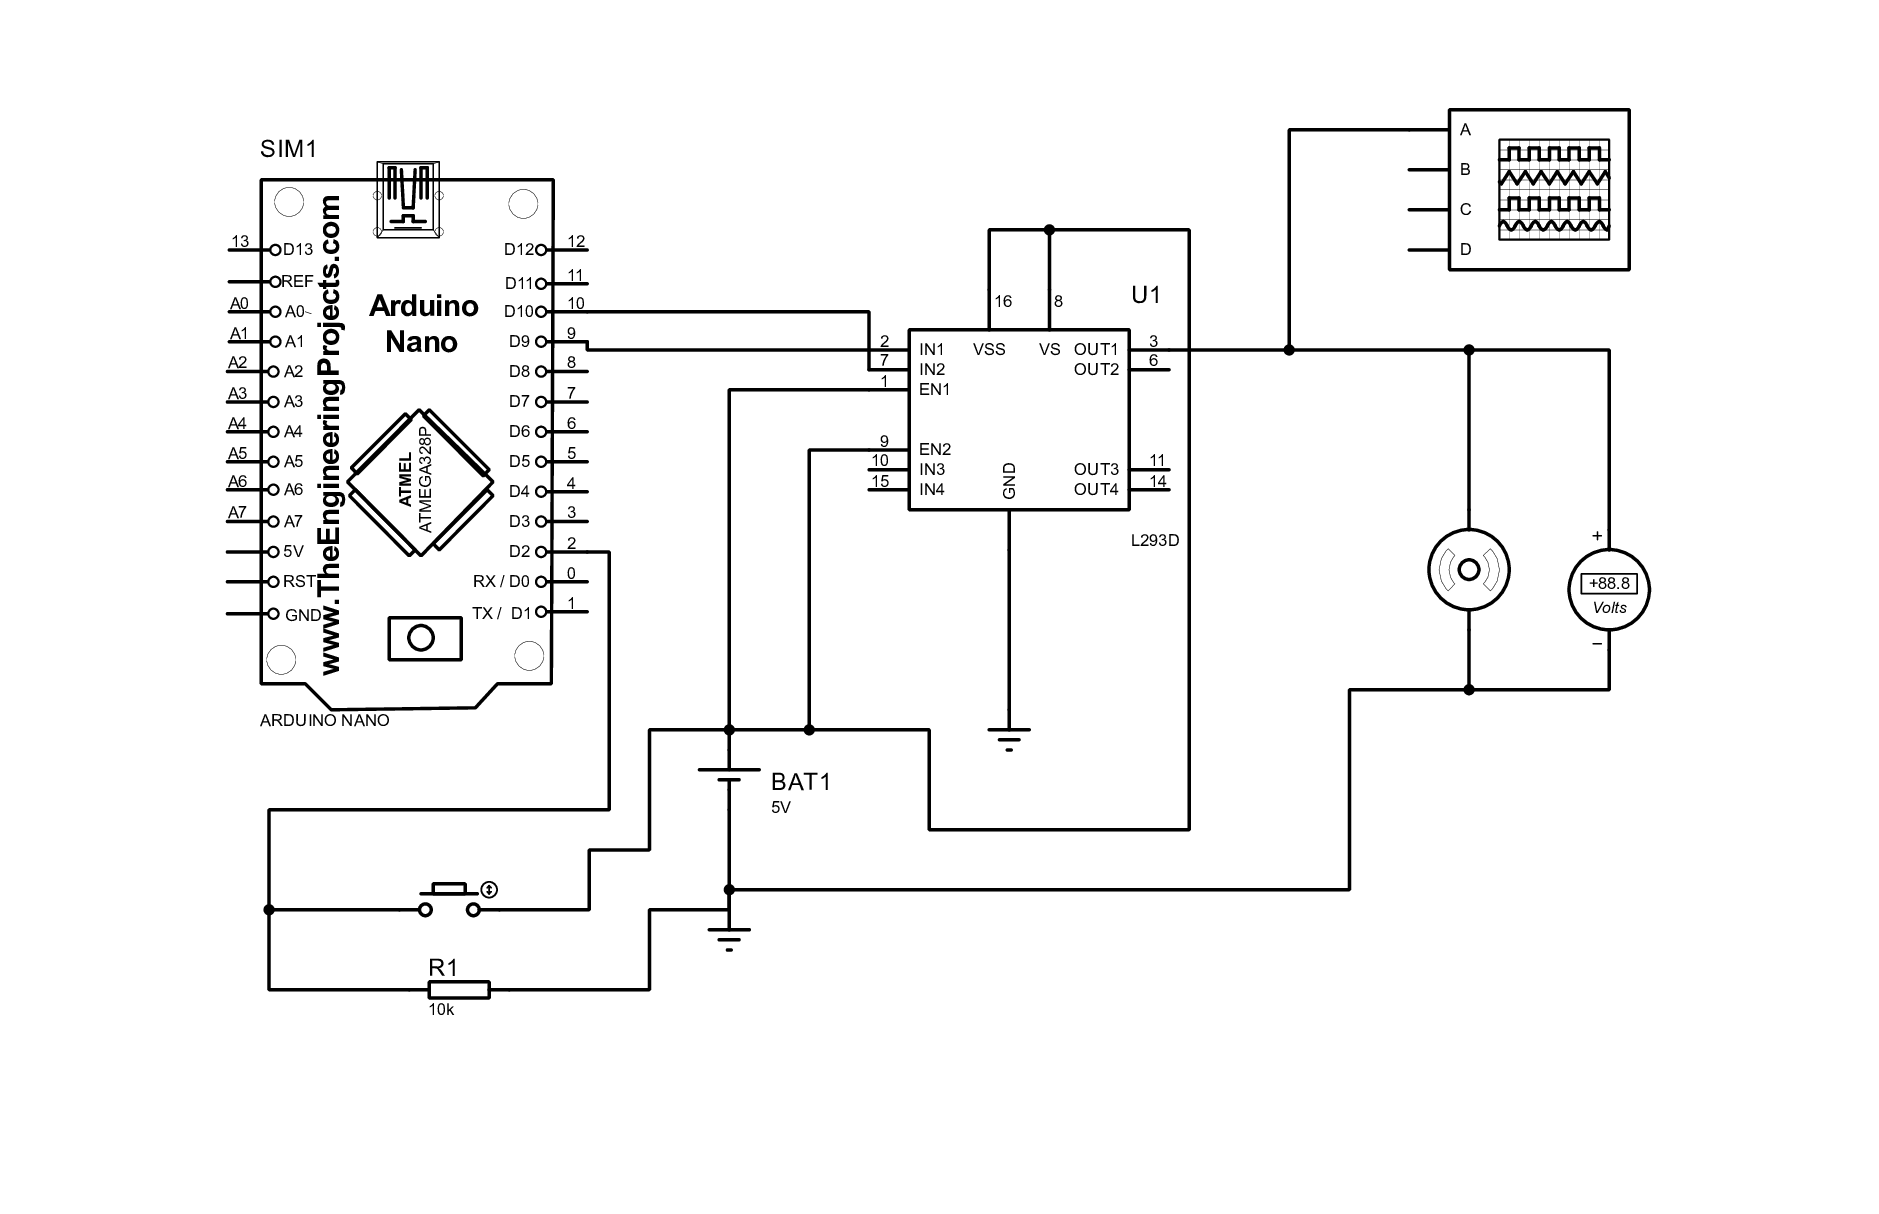 SIM1
www.TheEngineeringProjects.com
Arduino
Nano
ATMEL
ATMEGA328P
13 D13
REF
A0 A0~
A1 A1
A2 A2
A3 A3
A4 A4
A5 A5
A6 A6
A7 A7
5V
RST
GND
D12 12
D11 11
D10 10
D9 9
D8 8
D7 7
D6 6
D5 5
D4 4
D3 3
D2 2
RX / D0 0
TX / D1 1
ARDUINO NANO
U1
16 8
VSS VS
2 IN1
7 IN2
1 EN1
9 EN2
10 IN3
15 IN4
GND
OUT1 3
OUT2 6
OUT3 11
OUT4 14
L293D
A
B
C
D
+
+88.8
Volts
−
BAT1
5V
R1
10k